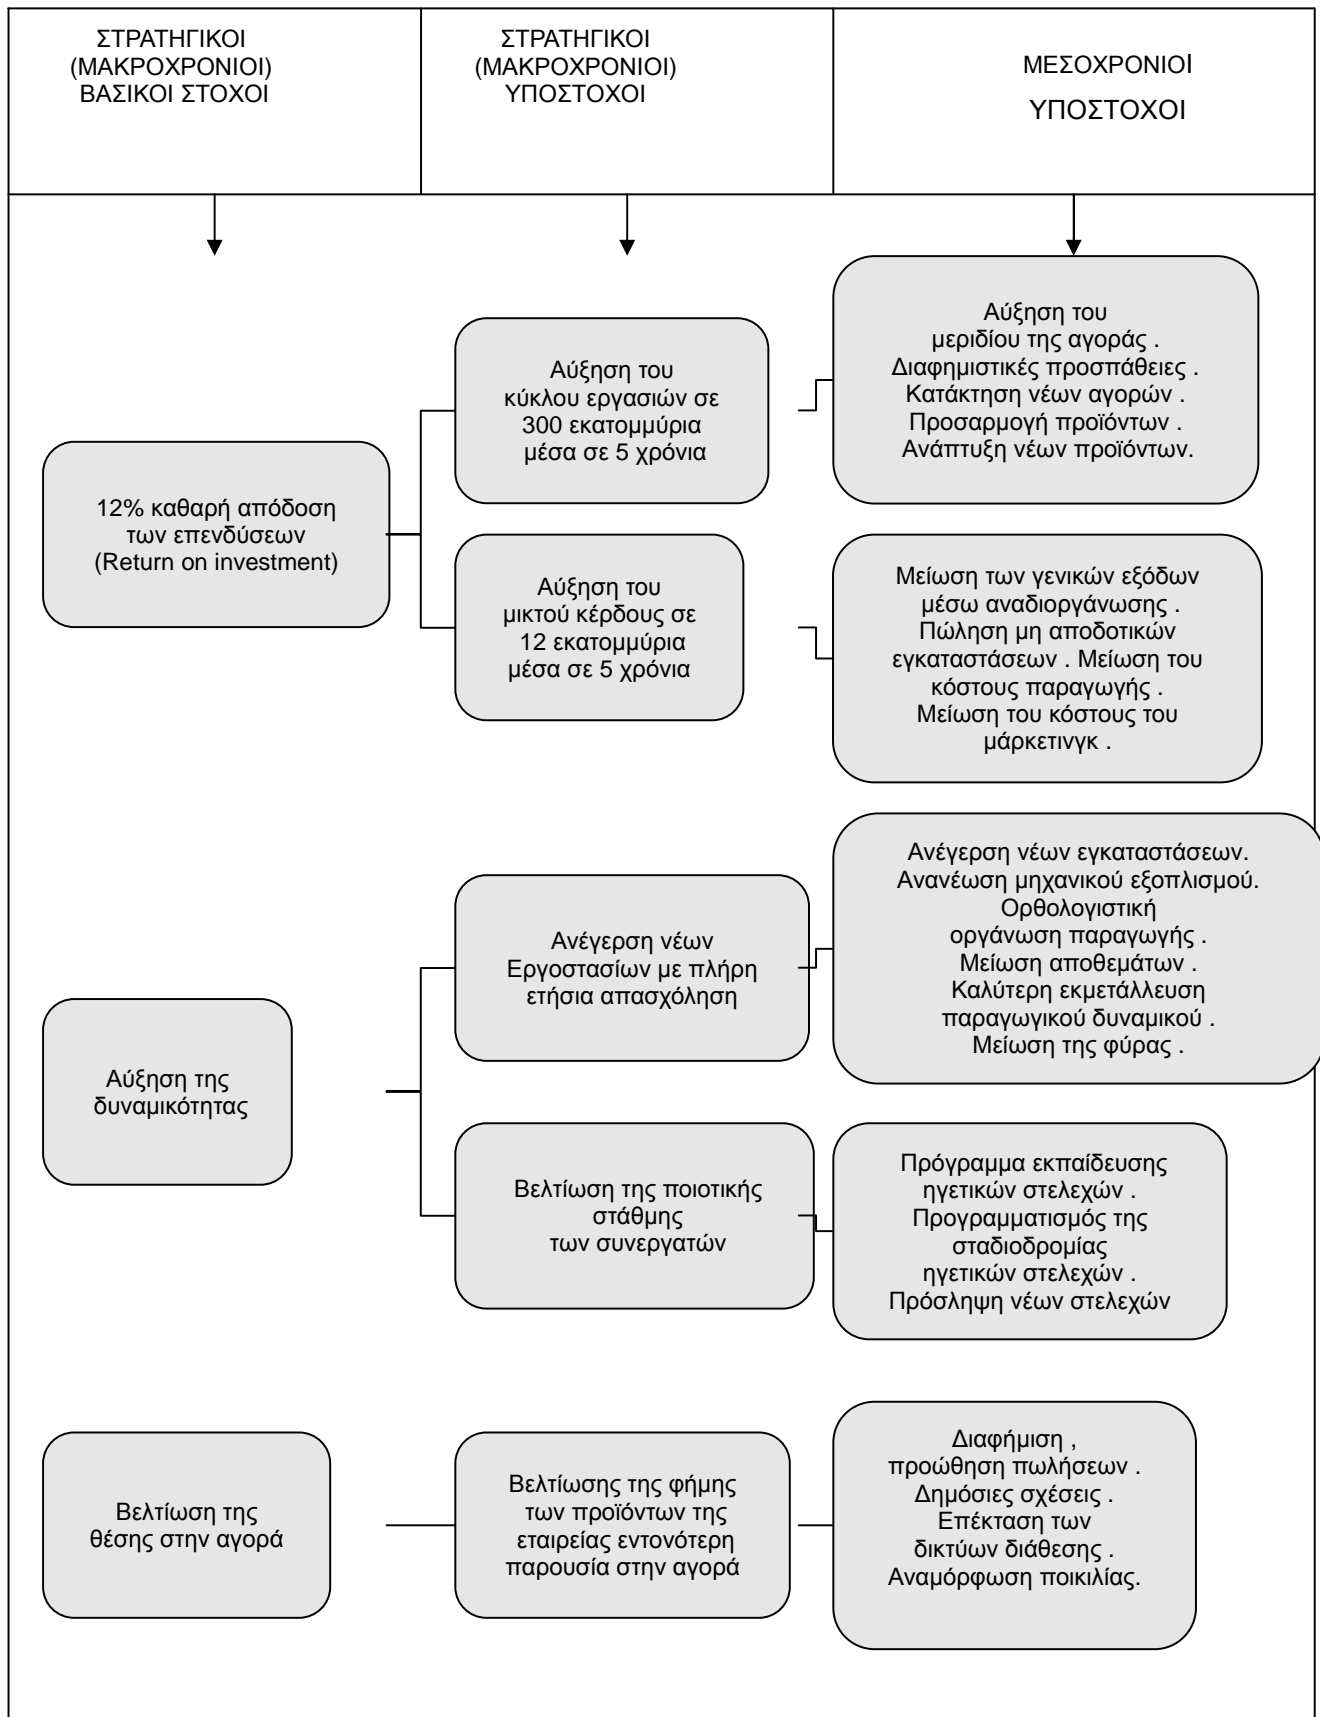 ΣΤΡΑΤΗΓΙΚΟΙ
(ΜΑΚΡΟΧΡΟΝΙΟΙ)
ΒΑΣΙΚΟΙ ΣΤΟΧΟΙ
ΣΤΡΑΤΗΓΙΚΟΙ
(ΜΑΚΡΟΧΡΟΝΙΟΙ)
ΥΠΟΣΤΟΧΟΙ
ΜΕΣΟΧΡΟΝΙΟΙ
ΥΠΟΣΤΟΧΟΙ
12% καθαρή απόδοση
των επενδύσεων
(Return on investment)
Αύξηση του
κύκλου εργασιών σε
300 εκατομμύρια
μέσα σε 5 χρόνια
Αύξηση του
μεριδίου της αγοράς .
Διαφημιστικές προσπάθειες .
Κατάκτηση νέων αγορών .
Προσαρμογή προϊόντων .
Ανάπτυξη νέων προϊόντων.
Αύξηση του
μικτού κέρδους σε
12 εκατομμύρια
μέσα σε 5 χρόνια
Μείωση των γενικών εξόδων
μέσω αναδιοργάνωσης .
Πώληση μη αποδοτικών
εγκαταστάσεων . Μείωση του
κόστους παραγωγής .
Μείωση του κόστους του
μάρκετινγκ .
Αύξηση της
δυναμικότητας
Ανέγερση νέων
Εργοστασίων με πλήρη
ετήσια απασχόληση
Ανέγερση νέων εγκαταστάσεων.
Ανανέωση μηχανικού εξοπλισμού.
Ορθολογιστική
οργάνωση παραγωγής .
Μείωση αποθεμάτων .
Καλύτερη εκμετάλλευση
παραγωγικού δυναμικού .
Μείωση της φύρας .
Βελτίωση της ποιοτικής
στάθμης
των συνεργατών
Πρόγραμμα εκπαίδευσης
ηγετικών στελεχών .
Προγραμματισμός της
σταδιοδρομίας
ηγετικών στελεχών .
Πρόσληψη νέων στελεχών
Βελτίωση της
θέσης στην αγορά
Βελτίωσης της φήμης
των προϊόντων της
εταιρείας εντονότερη
παρουσία στην αγορά
Διαφήμιση ,
προώθηση πωλήσεων .
Δημόσιες σχέσεις .
Επέκταση των
δικτύων διάθεσης .
Αναμόρφωση ποικιλίας.